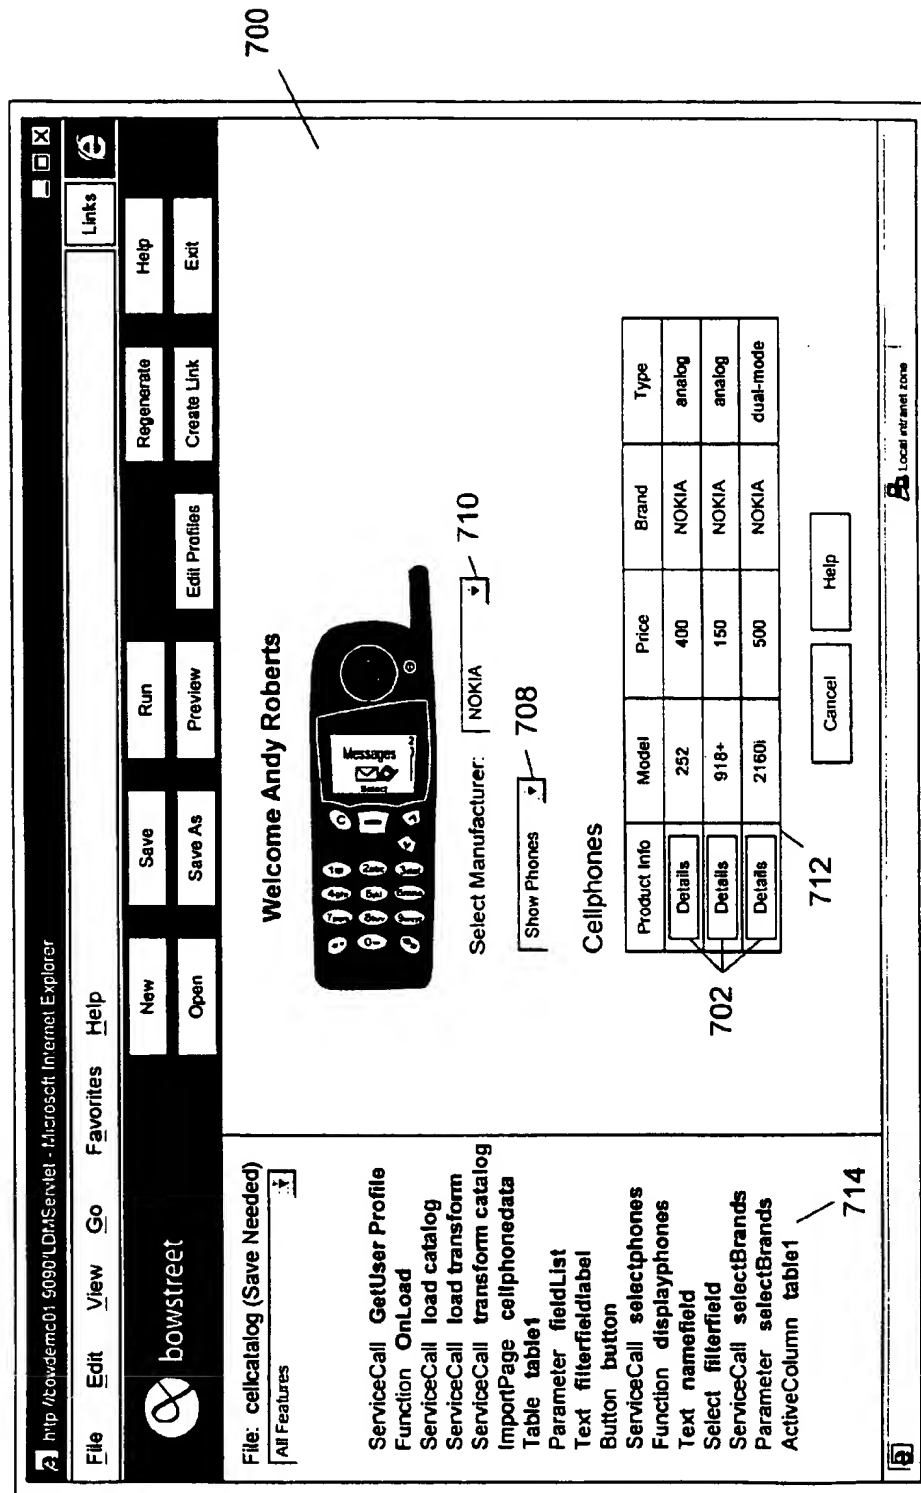 http //bowdemc01 9090/LDMServlet - Microsoft Internet Explorer
File Edit View Go Favorites Help
Links
bowstreet
New Save Run Regenerate Help
Open Save As Preview Edit Profiles Create Link Exit
File: cellcatalog (Save Needed)
All Features
ServiceCall GetUser Profile
Function OnLoad
ServiceCall load catalog
ServiceCall load transform
ServiceCall transform catalog
ImportPage cellphonedata
Table table1
Parameter fieldList
Text filterfieldlabel
Button button
ServiceCall selectphones
Function displayphones
Text namefield
Select filterfield
ServiceCall selectBrands
Parameter selectBrands
ActiveColumn table1
714
Welcome Andy Roberts
Messages
Select
Select Manufacturer: NOKIA 710
Show Phones 708
Cellphones
Product Info Model Price Brand Type
Details 252 400 NOKIA analog
Details 918+ 150 NOKIA analog
Details 2160i 500 NOKIA dual-mode
702
712
Cancel Help
Local intranet zone
700